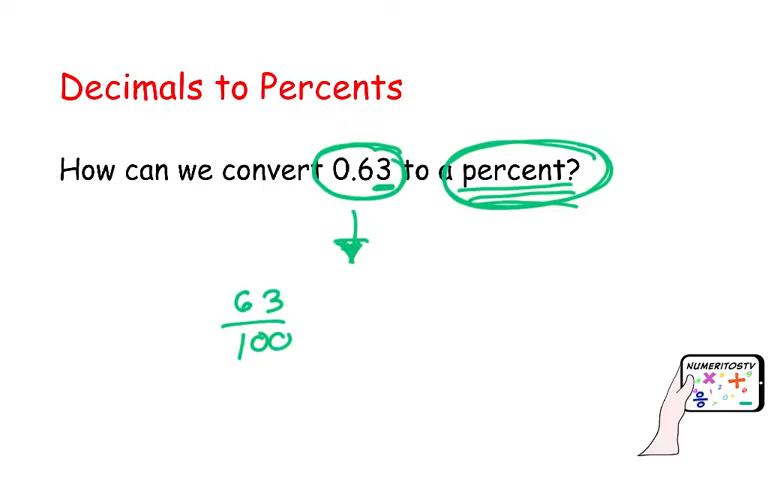 Decimals to Percents
How can we convert 0.63 to a percent?
63
100
NUMERITOSTV